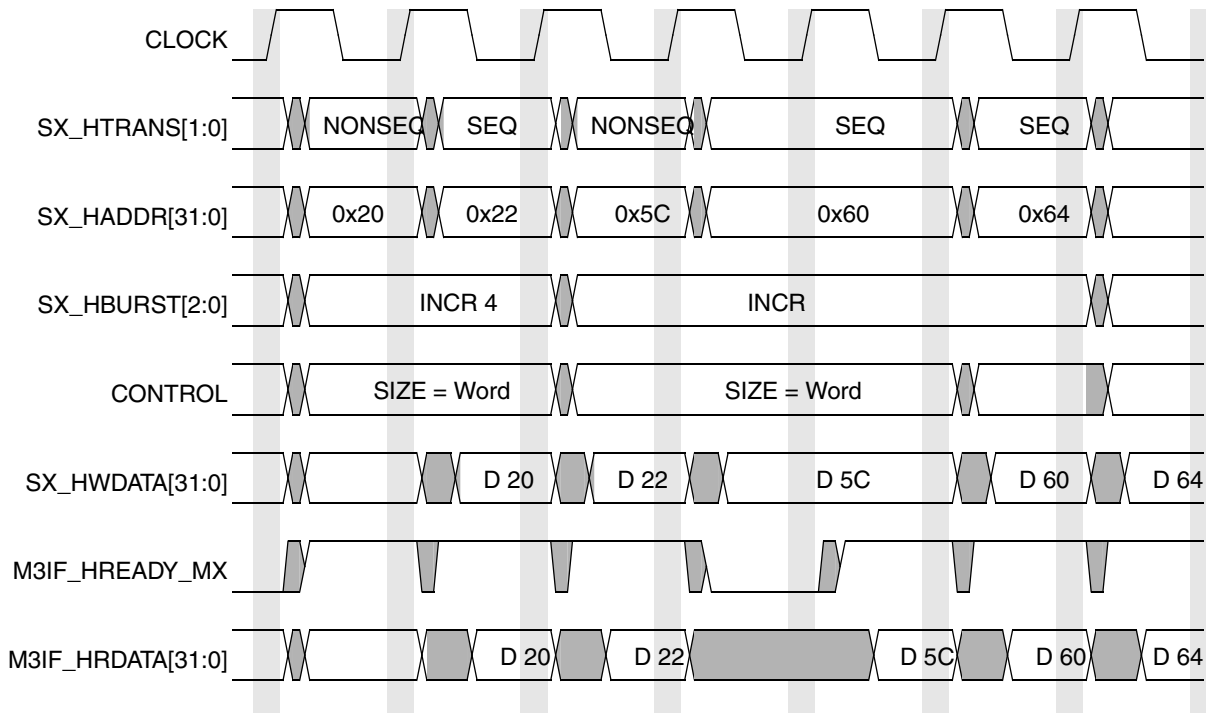 CLOCK
SX_HTRANS[1:0] NONSEQ SEQ NONSEQ SEQ SEQ
SX_HADDR[31:0] 0x20 0x22 0x5C 0x60 0x64
SX_HBURST[2:0] INCR 4 INCR
CONTROL SIZE = Word SIZE = Word
SX_HWDATA[31:0] D 20 D 22 D 5C D 60 D 64
M3IF_HREADY_MX
M3IF_HRDATA[31:0] D 20 D 22 D 5C D 60 D 64